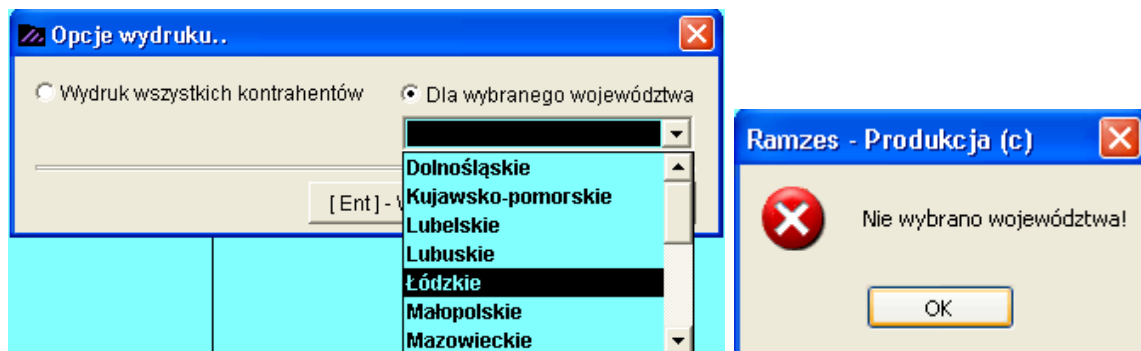 Opcje wydruku..
Wydruk wszystkich kontrahentów
Dla wybranego województwa
Dolnośląskie
[ Ent ] -
Kujawsko-pomorskie
Lubelskie
Lubuskie
Łódzkie
Małopolskie
Mazowieckie
Ramzes - Produkcja (c)
Nie wybrano województwa!
OK